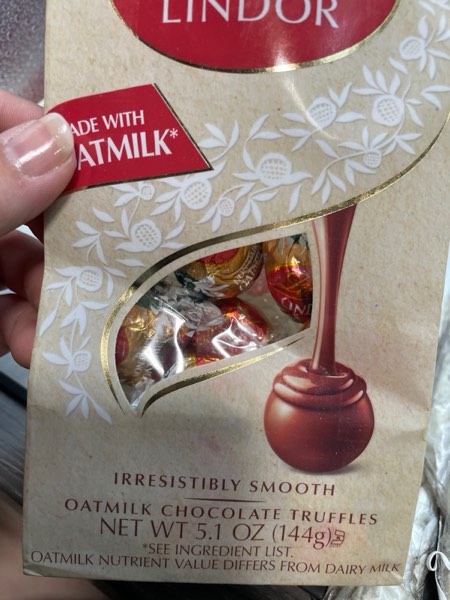 LINDOR
ADE WITH
ATMILK*
IRRESISTIBLY SMOOTH
OATMILK CHOCOLATE TRUFFLES
NET WT 5.1 OZ (144g)
*SEE INGREDIENT LIST.
OATMILK NUTRIENT VALUE DIFFERS FROM DAIRY MILK